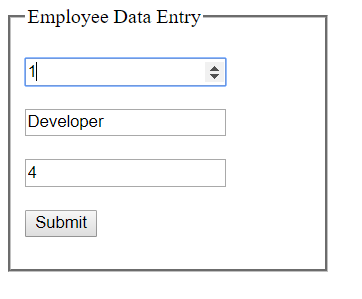 Employee Data Entry
1
Developer
4
Submit